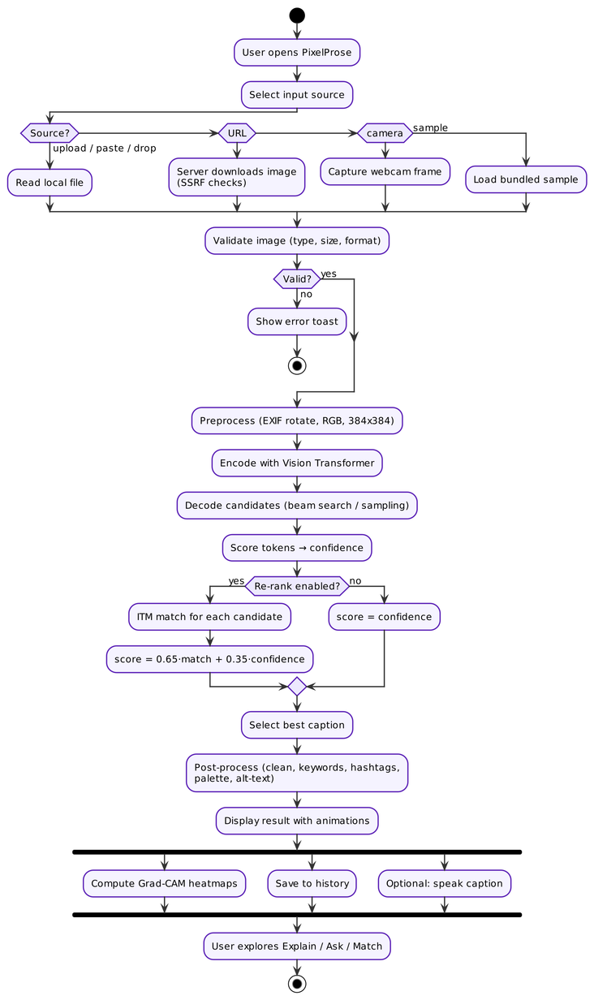 User opens PixelProse
Select input source
Source?
URL
camera
sample
upload / paste / drop
Read local file
Server downloads image
(SSRF checks)
Capture webcam frame
Load bundled sample
Validate image (type, size, format)
Valid?
yes
no
Show error toast
Preprocess (EXIF rotate, RGB, 384x384)
Encode with Vision Transformer
Decode candidates (beam search / sampling)
Score tokens → confidence
yes
Re-rank enabled?
no
ITM match for each candidate
score = confidence
score = 0.65·match + 0.35·confidence
Select best caption
Post-process (clean, keywords, hashtags,
palette, alt-text)
Display result with animations
Compute Grad-CAM heatmaps
Save to history
Optional: speak caption
User explores Explain / Ask / Match